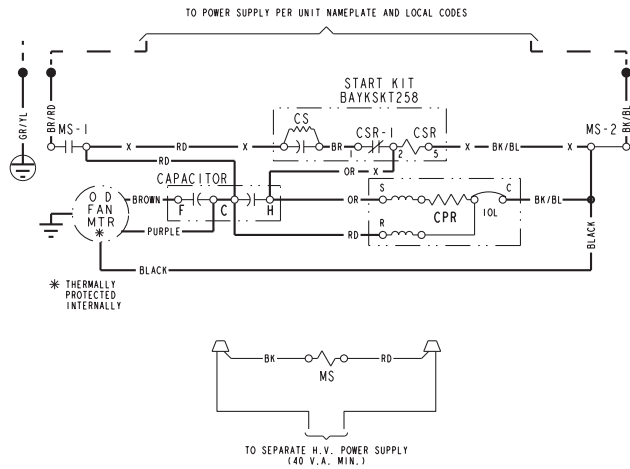 TO POWER SUPPLY PER UNIT NAMEPLATE AND LOCAL CODES
GR/YL
BR/RD
BK/BL
START KIT
BAYKSKT258
MS-1
CS
CSR-1
CSR
MS-2
X
RD
X
BR
1
2
5
X
BK/BL
X
RD
OR
X
CAPACITOR
O D
FAN
MTR
*
BROWN
F
C
H
OR
S
CPR
IOL
C
BK/BL
PURPLE
RD
R
BLACK
BLACK
* THERMALLY
PROTECTED
INTERNALLY
BK
RD
MS
TO SEPARATE H.V. POWER SUPPLY
(40 V.A. MIN.)